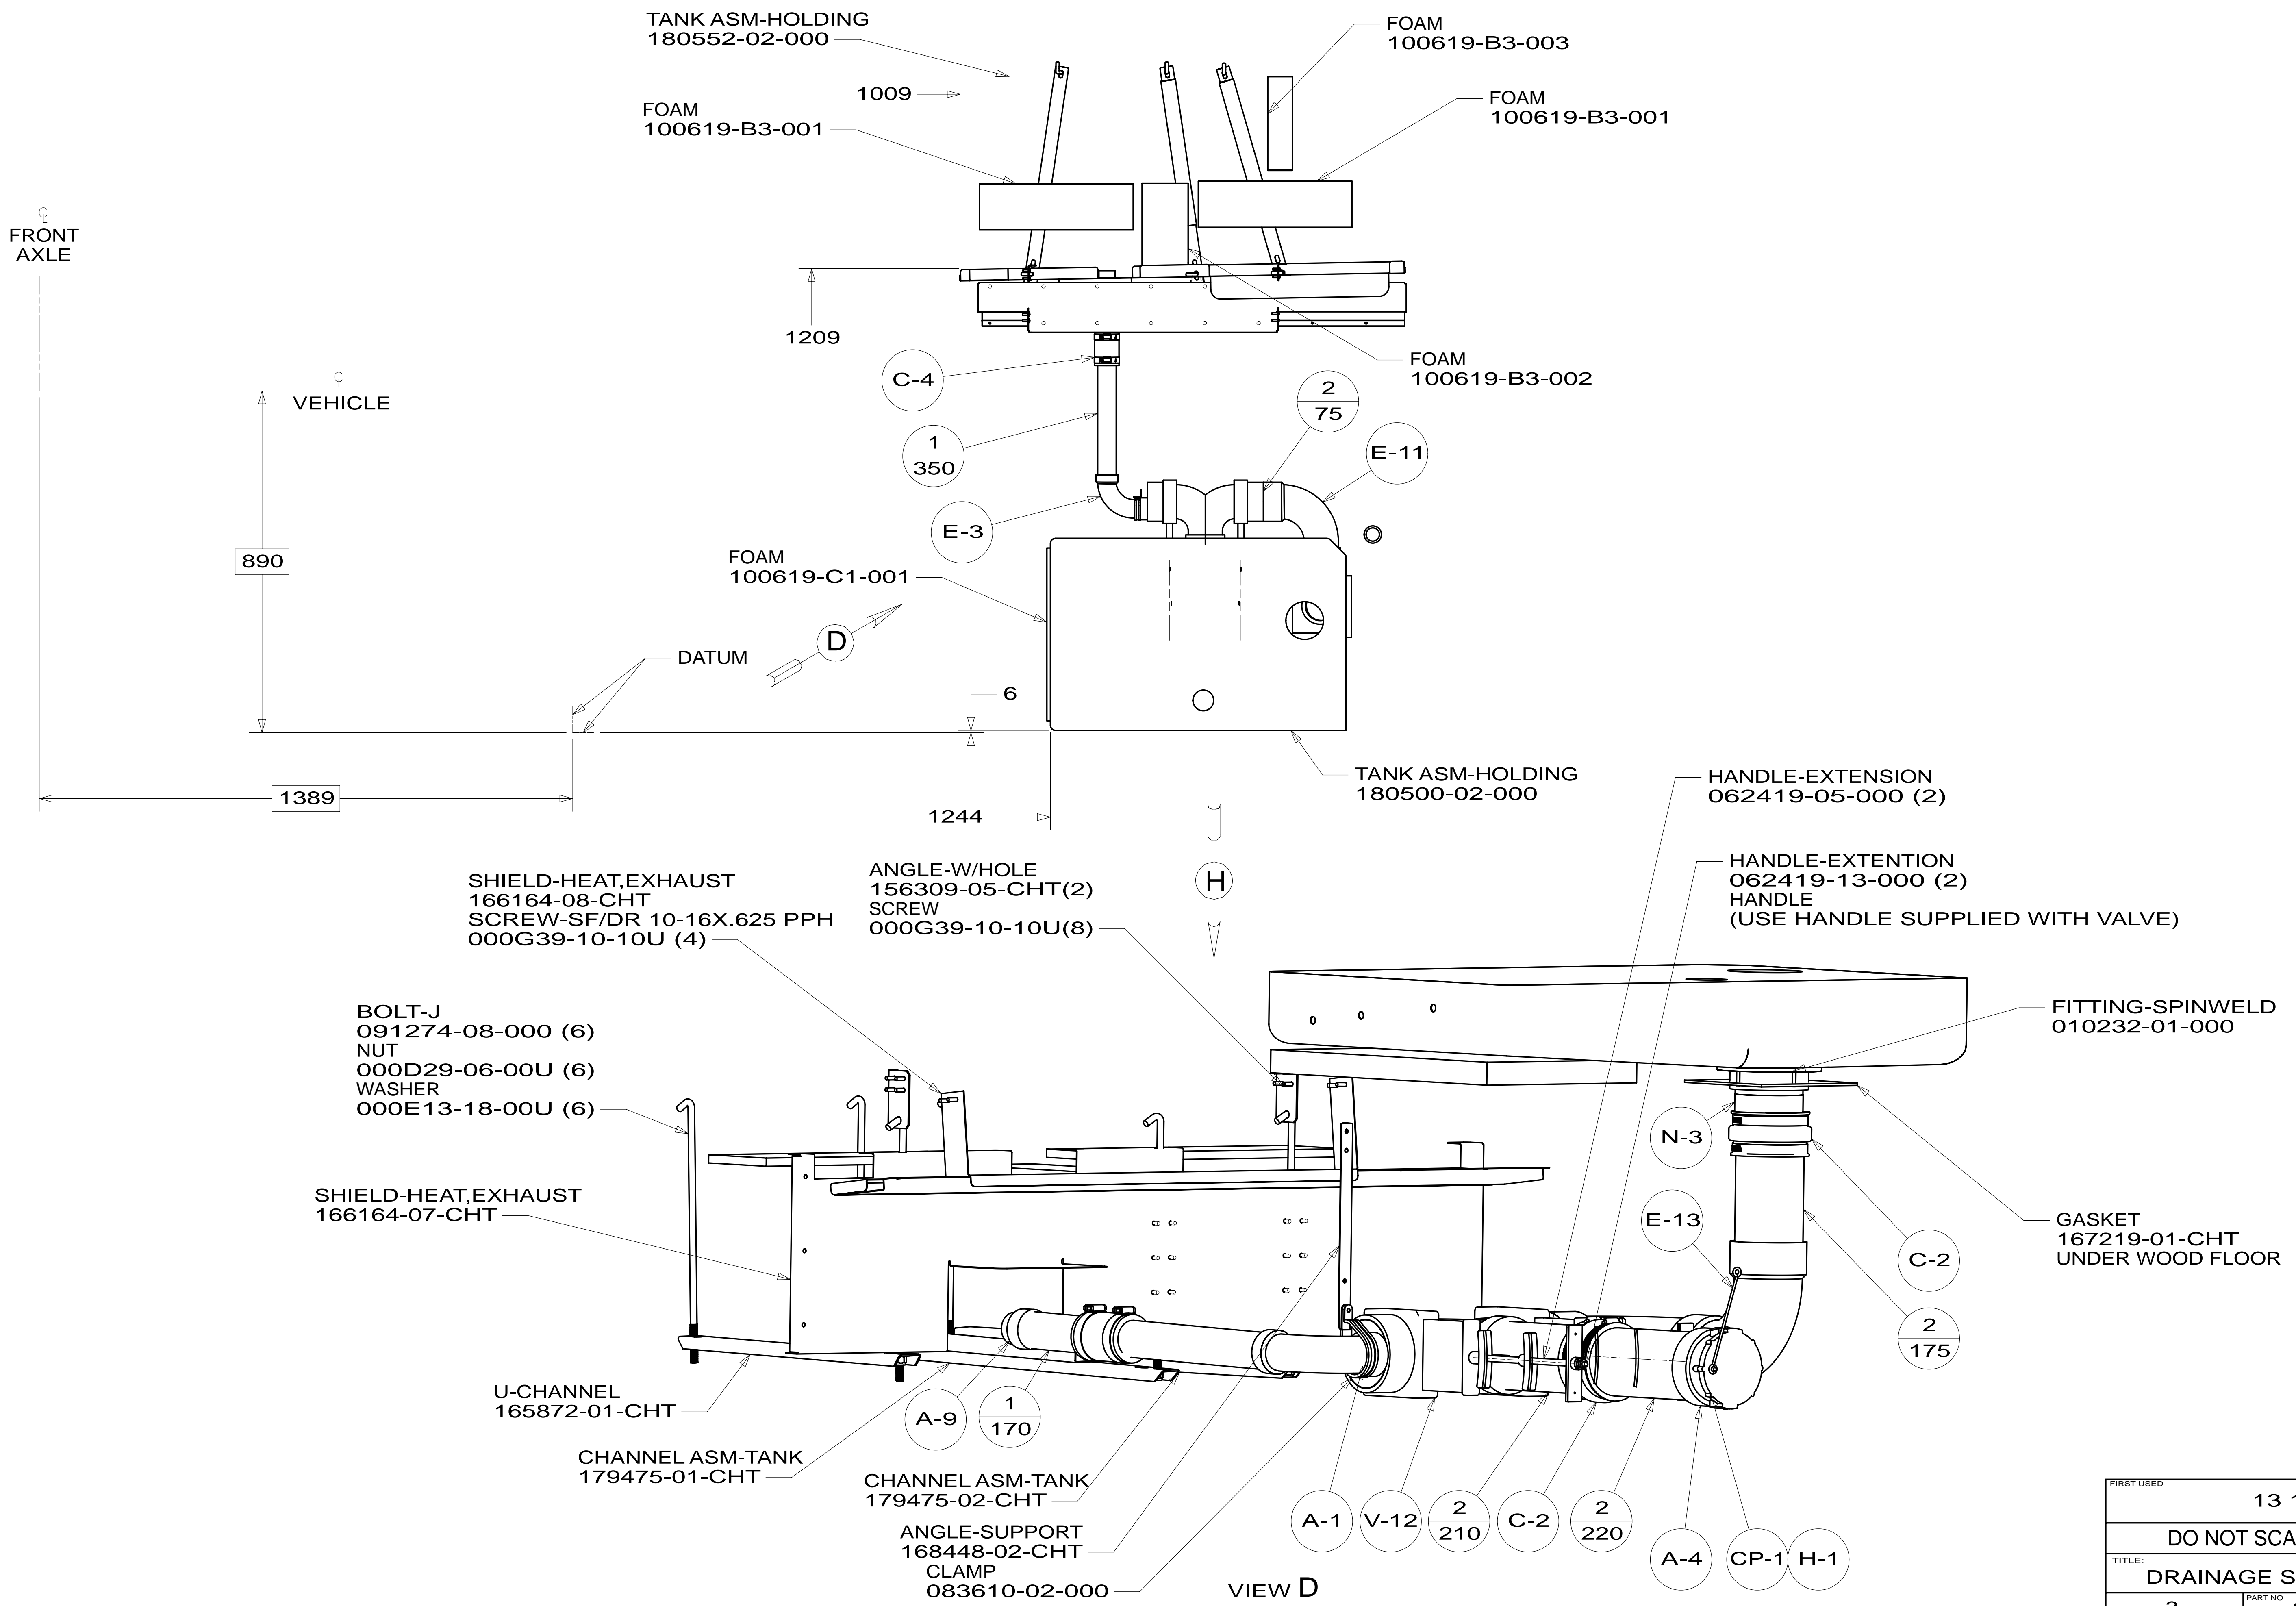 TANK ASM-HOLDING
180552-02-000
FOAM
100619-B3-003
1009
FOAM
100619-B3-001
FOAM
100619-B3-001
℄
FRONT
AXLE
1209
℄
VEHICLE
C-4
FOAM
100619-B3-002
2
75
1
350
E-11
E-3
890
FOAM
100619-C1-001
D
DATUM
6
1389
TANK ASM-HOLDING
180500-02-000
1244
HANDLE-EXTENSION
062419-05-000 (2)
HANDLE-EXTENTION
062419-13-000 (2)
HANDLE
(USE HANDLE SUPPLIED WITH VALVE)
SHIELD-HEAT,EXHAUST
166164-08-CHT
SCREW-SF/DR 10-16X.625 PPH
000G39-10-10U (4)
ANGLE-W/HOLE
156309-05-CHT(2)
SCREW
000G39-10-10U(8)
H
BOLT-J
091274-08-000 (6)
NUT
000D29-06-00U (6)
WASHER
000E13-18-00U (6)
FITTING-SPINWELD
010232-01-000
N-3
SHIELD-HEAT,EXHAUST
166164-07-CHT
E-13
C-2
GASKET
167219-01-CHT
UNDER WOOD FLOOR
2
175
U-CHANNEL
165872-01-CHT
A-9
1
170
CHANNEL ASM-TANK
179475-01-CHT
CHANNEL ASM-TANK
179475-02-CHT
ANGLE-SUPPORT
168448-02-CHT
CLAMP
083610-02-000
A-1
V-12
2
210
C-2
2
220
A-4
CP-1
H-1
VIEW D
FIRST USED
13
DO NOT SCA
TITLE:
DRAINAGE S
PART NO